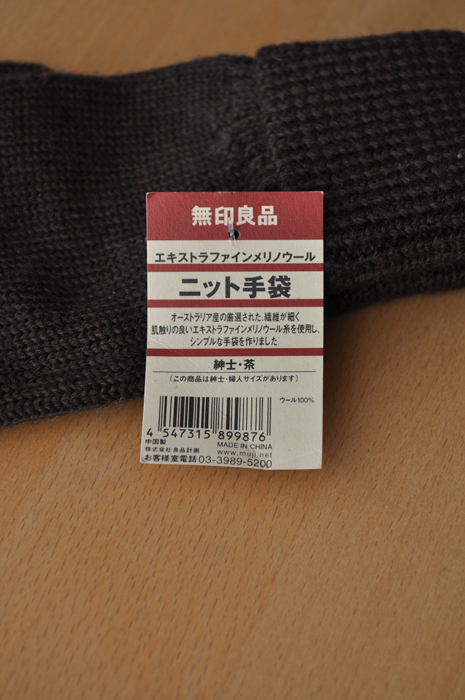 無印良品
エキストラファインメリノウール
ニット手袋
オーストラリア産の厳選された、繊維が細く
肌触りの良いエキストラファインメリノウール糸を使用し、
シンプルな手袋を作りました。
紳士・茶
(この商品は紳士・婦人サイズがあります)
ウール100%
4 547315 899876
中国製 MADE IN CHINA
株式会社 良品計画 www.muji.net
お客様室電話 03-3989-5200